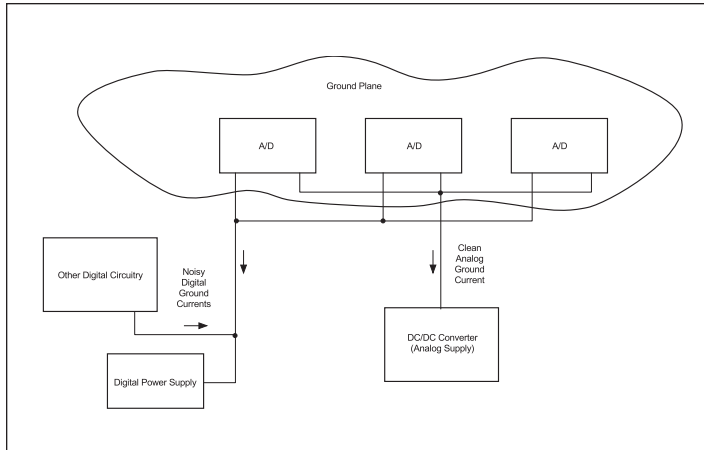 Ground Plane
A/D
A/D
A/D
Other Digital Circuitry
Noisy
Digital
Ground
Currents
Clean
Analog
Ground
Current
DC/DC Converter
(Analog Supply)
Digital Power Supply